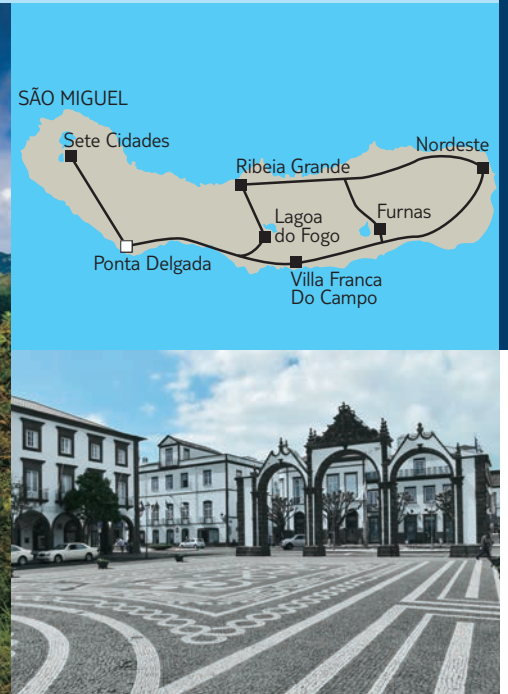 SÃO MIGUEL
Sete Cidades
Nordeste
Ribeia Grande
Lagoa
do Fogo
Furnas
Ponta Delgada
Villa Franca
Do Campo